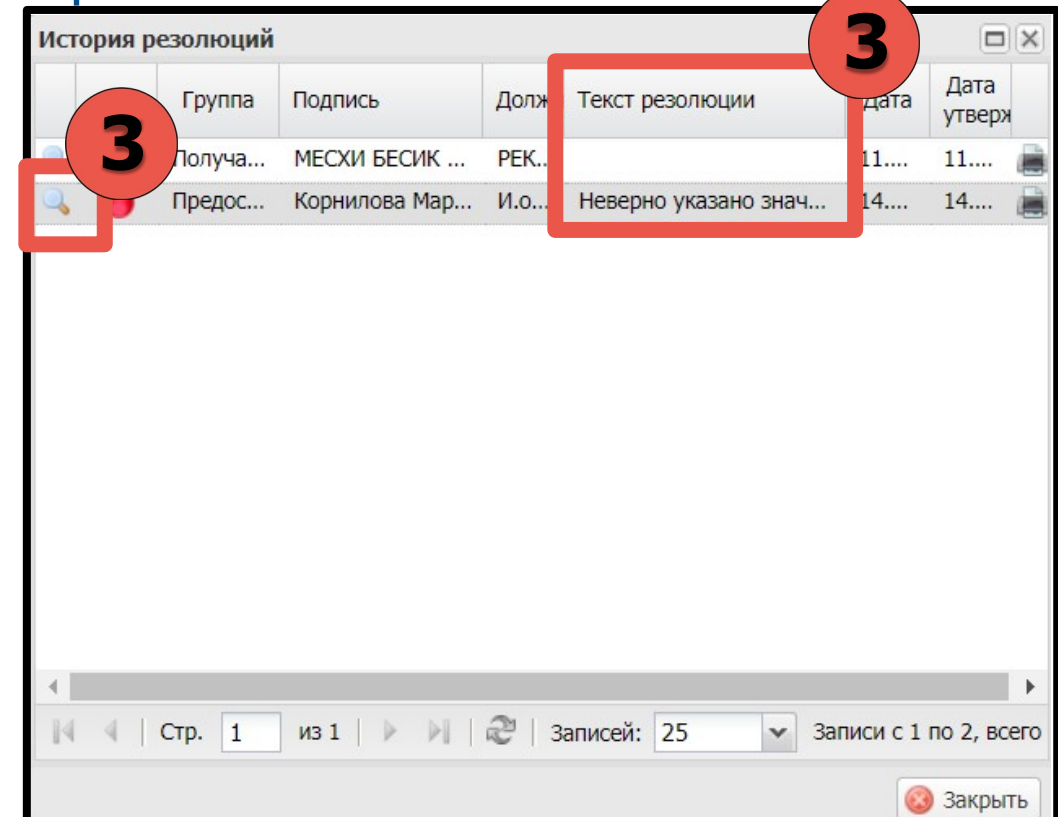 История резолюций
3
3
Группа Подпись Долж Текст резолюции Дата Дата утверж
Получа... МЕСХИ БЕСИК ... РЕК... 11.... 11....
Предос... Корнилова Мар... И.о... Неверно указано знач... 14.... 14....
Стр. 1 из 1 Записей: 25 Записи с 1 по 2, всего
Закрыть